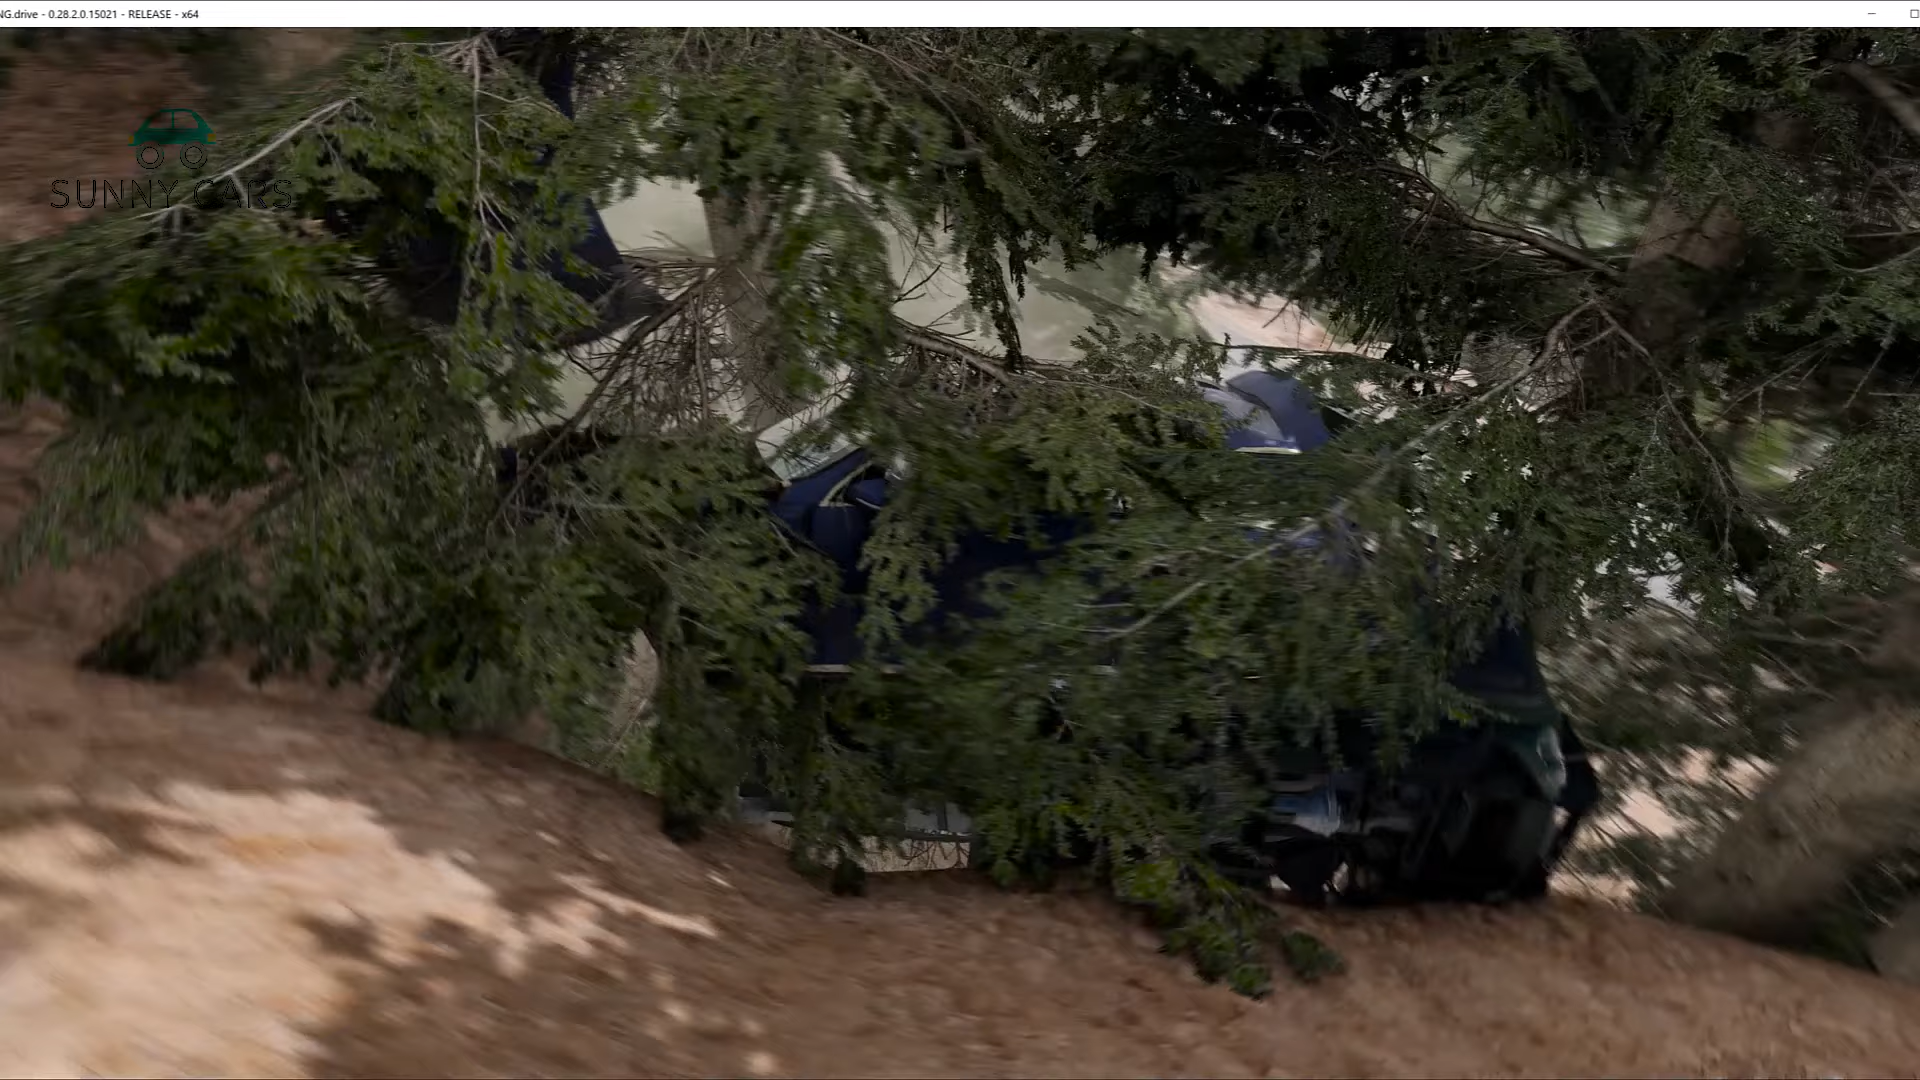 NG.drive - 0.28.2.0.15021 - RELEASE - x64
SUNNY CARS